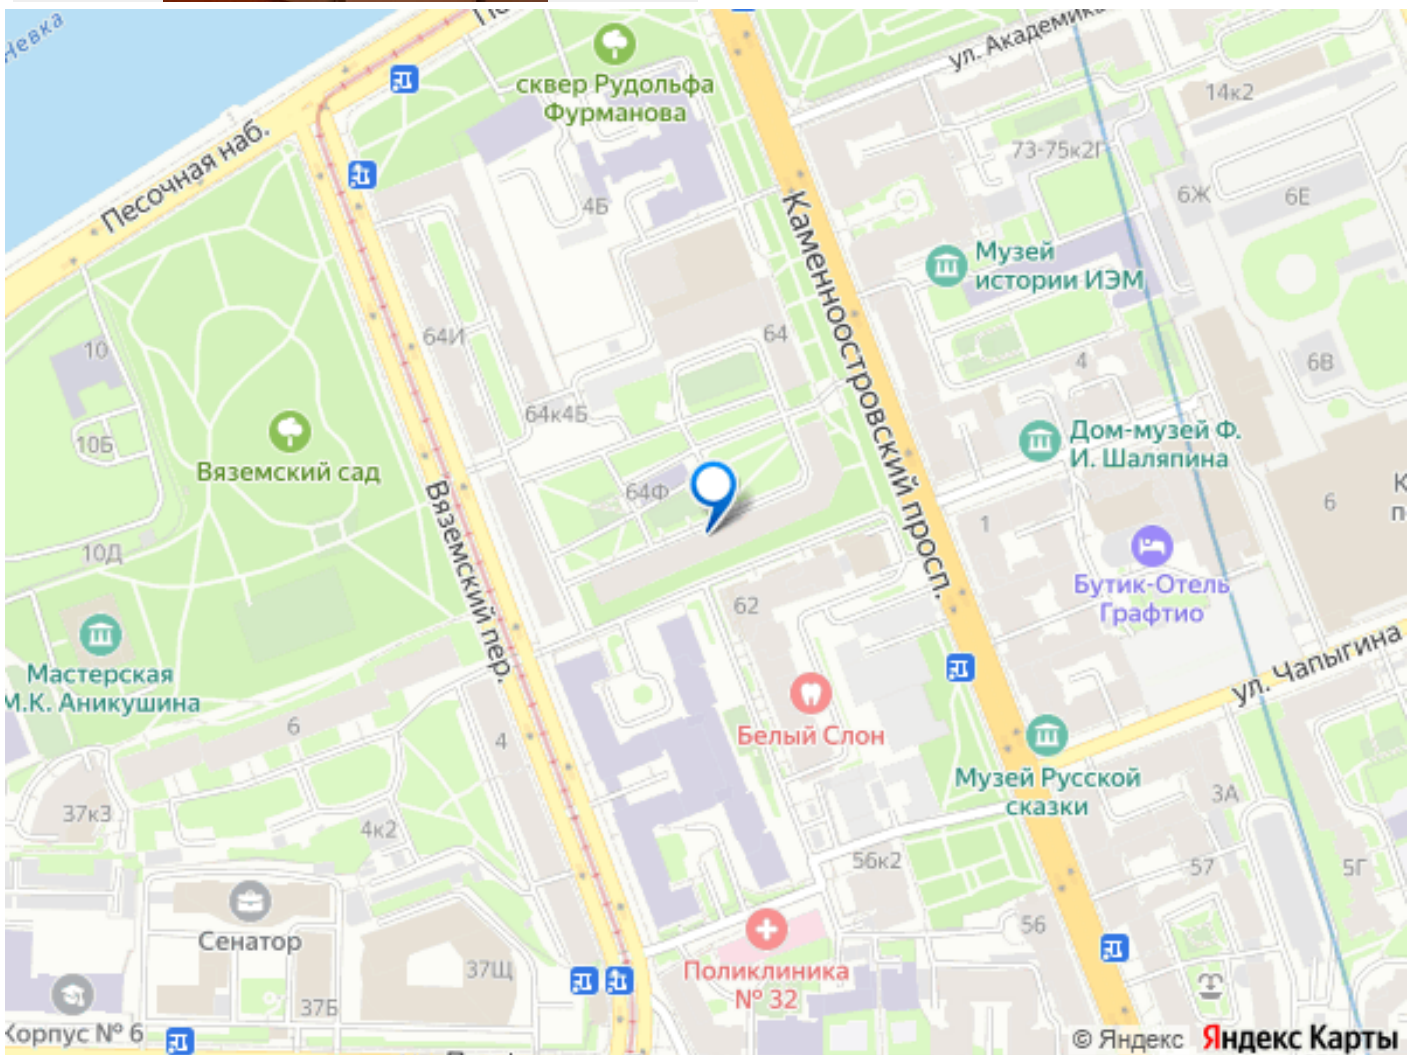 Невка
ул. Академика
сквер Рудольфа
Фурманова
14к2
Песочная наб.
73-75к2Г
4Б
6Ж
6Е
Каменноостровский просп.
Музей
истории ИЭМ
64И
64
10
4
6В
64к4Б
10Б
Вяземский сад
Дом-музей Ф.
И. Шаляпина
64Ф
6
Вяземский пер.
1
10Д
Бутик-Отель
Графтио
62
Мастерская
М.К. Аникушина
ул. Чапыгина
6
4
Белый Слон
Музей Русской
сказки
37к3
4к2
3А
56к2
57
5Г
Сенатор
56
37Щ
Поликлиника
№ 32
37Б
Корпус № 6
© Яндекс Яндекс Карты